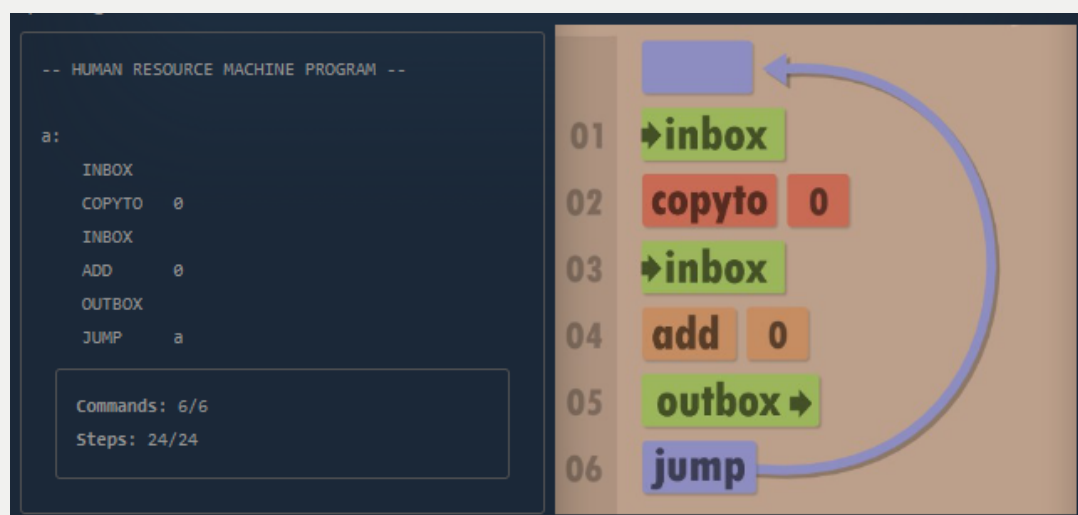 -- HUMAN RESOURCE MACHINE PROGRAM --
a:
INBOX
COPYTO 0
INBOX
ADD 0
OUTBOX
JUMP a
Commands: 6/6
Steps: 24/24
01 inbox
02 copyto 0
03 inbox
04 add 0
05 outbox
06 jump